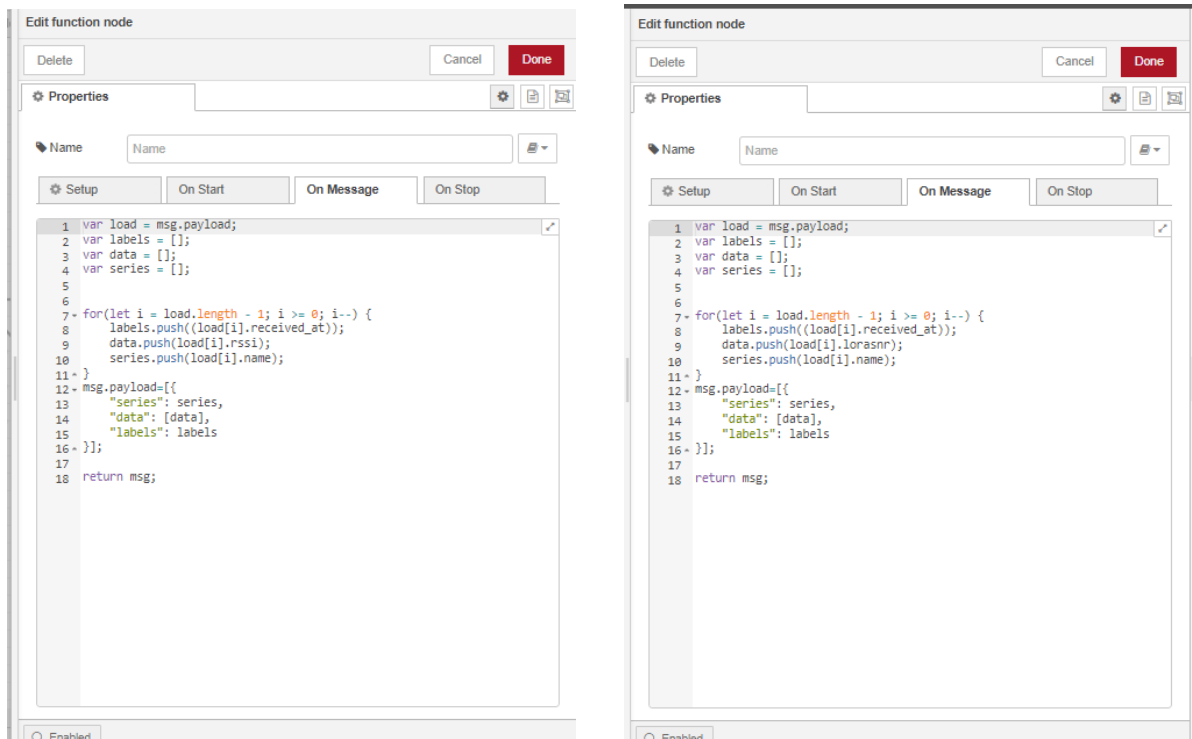 Edit function node
Delete
Cancel
Done
Properties
Name
Name
Setup
On Start
On Message
On Stop
1 var load = msg.payload;
2 var labels = [];
3 var data = [];
4 var series = [];
5
6
7 for(let i = load.length - 1; i >= 0; i--) {
8     labels.push((load[i].received_at));
9     data.push(load[i].rssi);
10     series.push(load[i].name);
11 }
12 msg.payload=[{
13     "series": series,
14     "data": [data],
15     "labels": labels
16 }];
17
18 return msg;
Enabled
Edit function node
Delete
Cancel
Done
Properties
Name
Name
Setup
On Start
On Message
On Stop
1 var load = msg.payload;
2 var labels = [];
3 var data = [];
4 var series = [];
5
6
7 for(let i = load.length - 1; i >= 0; i--) {
8     labels.push((load[i].received_at));
9     data.push(load[i].lorasnr);
10     series.push(load[i].name);
11 }
12 msg.payload=[{
13     "series": series,
14     "data": [data],
15     "labels": labels
16 }];
17
18 return msg;
Enabled